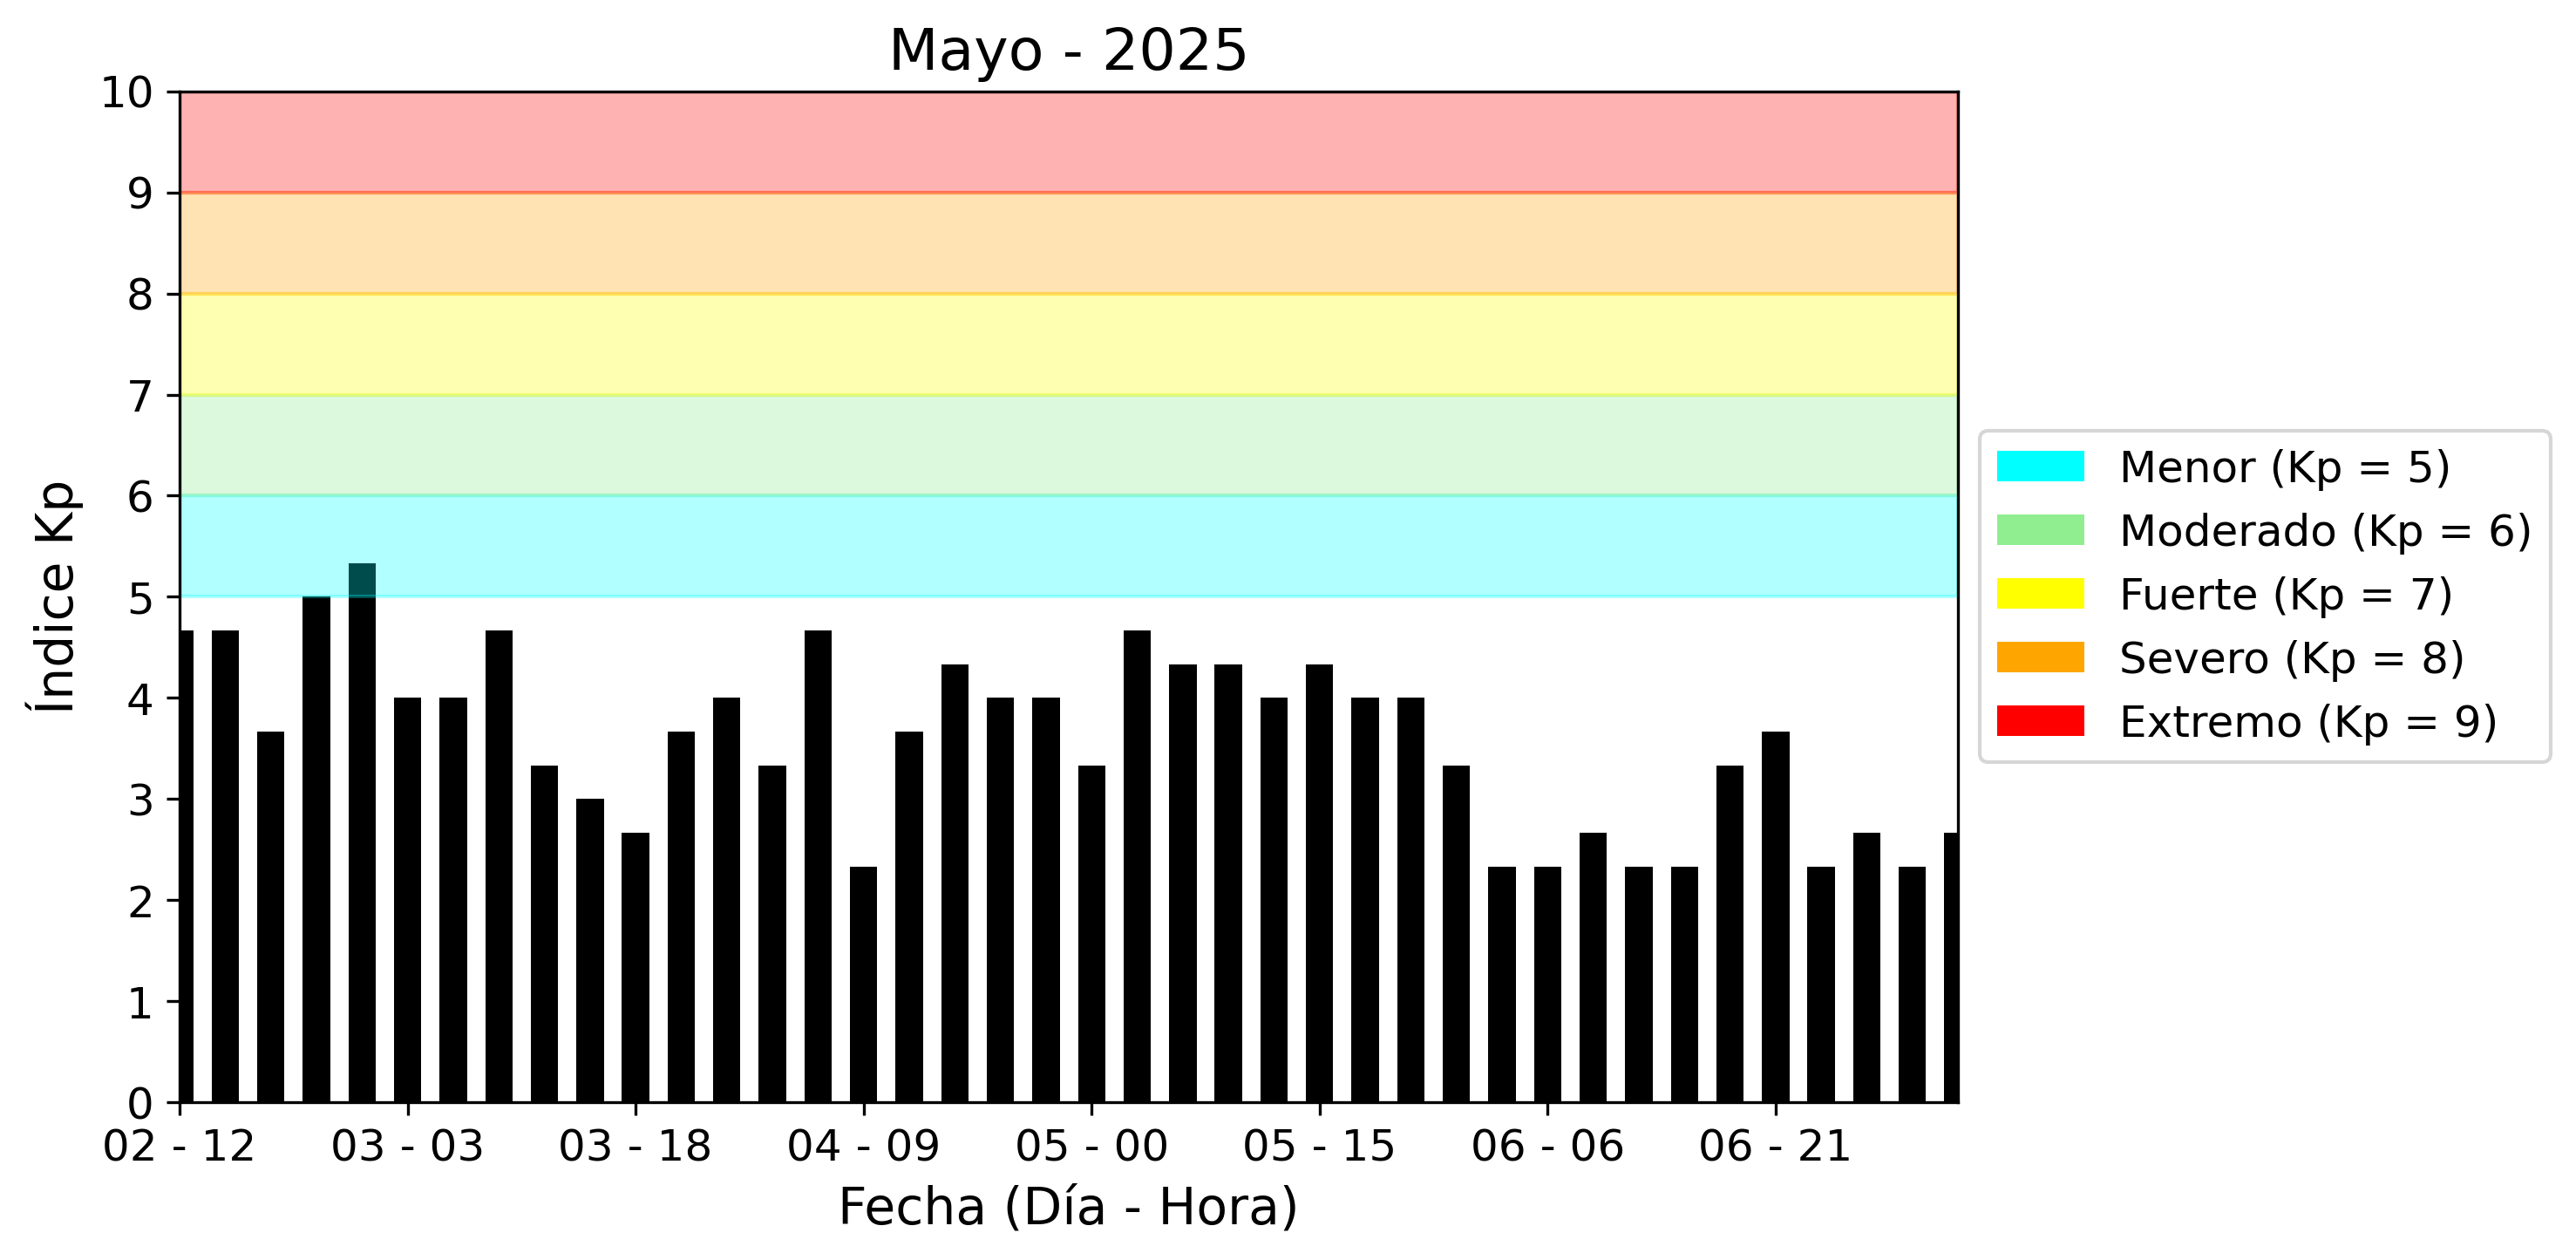 Mayo - 2025
10
9
8
7
6
5
4
3
2
1
0
Índice Kp
02 - 12
03 - 03
03 - 18
04 - 09
05 - 00
05 - 15
06 - 06
06 - 21
Fecha (Día - Hora)
Menor (Kp = 5)
Moderado (Kp = 6)
Fuerte (Kp = 7)
Severo (Kp = 8)
Extremo (Kp = 9)